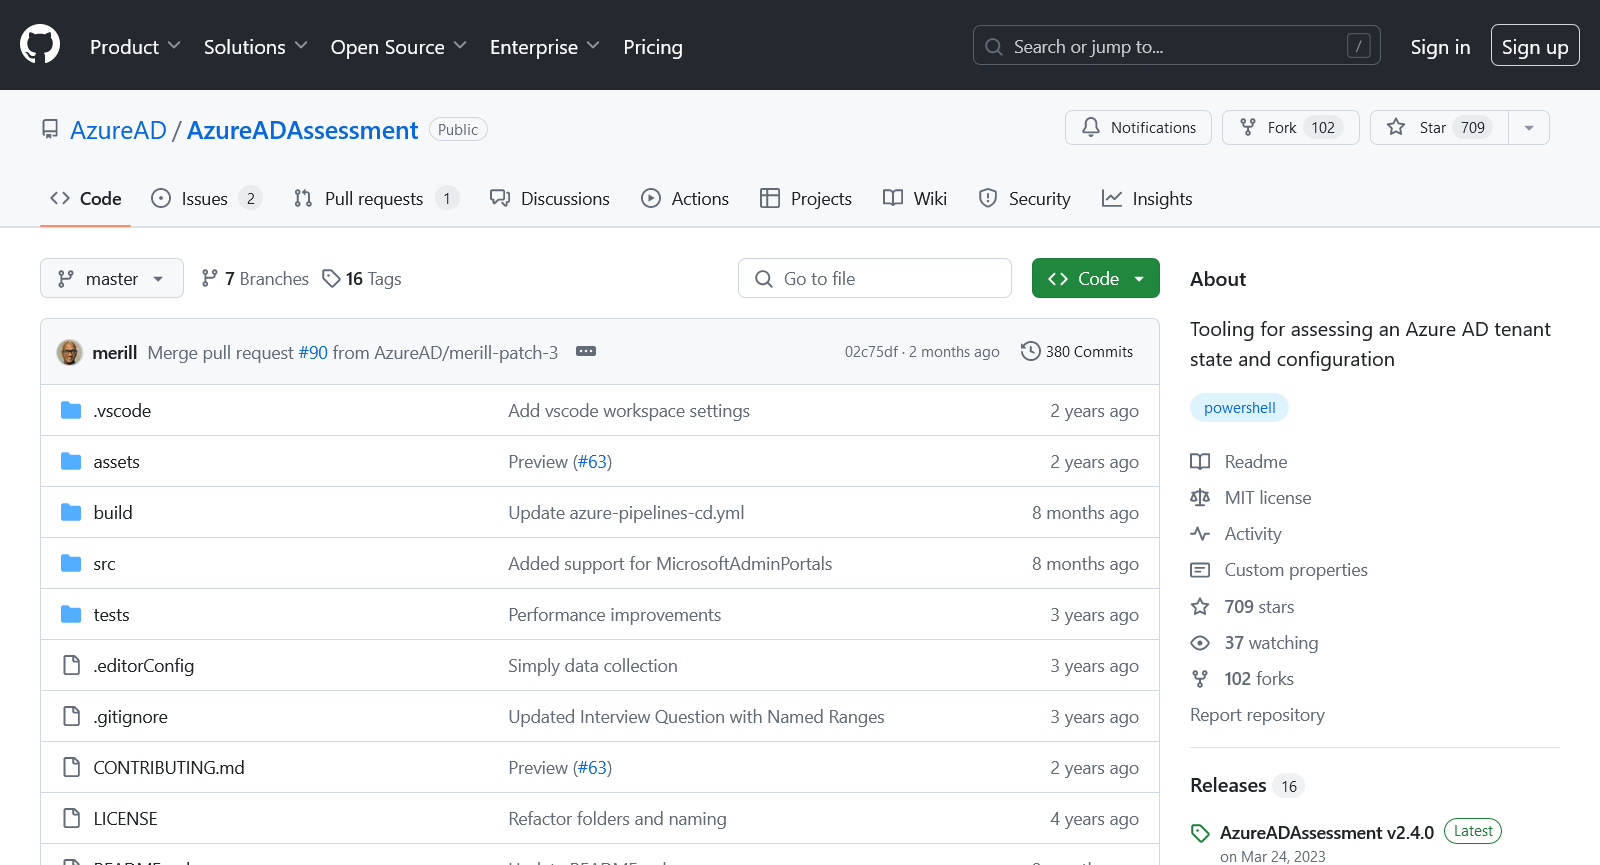 Product Solutions Open Source Enterprise Pricing Search or jump to... / Sign in Sign up
AzureAD / AzureADAssessment Public Notifications Fork 102 Star 709
Code Issues 2 Pull requests 1 Discussions Actions Projects Wiki Security Insights
master 7 Branches 16 Tags Go to file Code
merill Merge pull request #90 from AzureAD/merill-patch-3 02c75df · 2 months ago 380 Commits
.vscode Add vscode workspace settings 2 years ago
assets Preview (#63) 2 years ago
build Update azure-pipelines-cd.yml 8 months ago
src Added support for MicrosoftAdminPortals 8 months ago
tests Performance improvements 3 years ago
.editorConfig Simply data collection 3 years ago
.gitignore Updated Interview Question with Named Ranges 3 years ago
CONTRIBUTING.md Preview (#63) 2 years ago
LICENSE Refactor folders and naming 4 years ago
About
Tooling for assessing an Azure AD tenant
state and configuration
powershell
Readme
MIT license
Activity
Custom properties
709 stars
37 watching
102 forks
Report repository
Releases 16
AzureADAssessment v2.4.0 Latest
on Mar 24, 2023